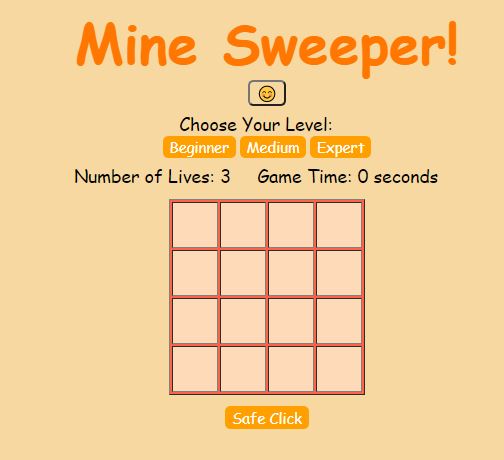 Mine Sweeper!
Choose Your Level:
Beginner Medium Expert
Number of Lives: 3 Game Time: 0 seconds
Safe Click